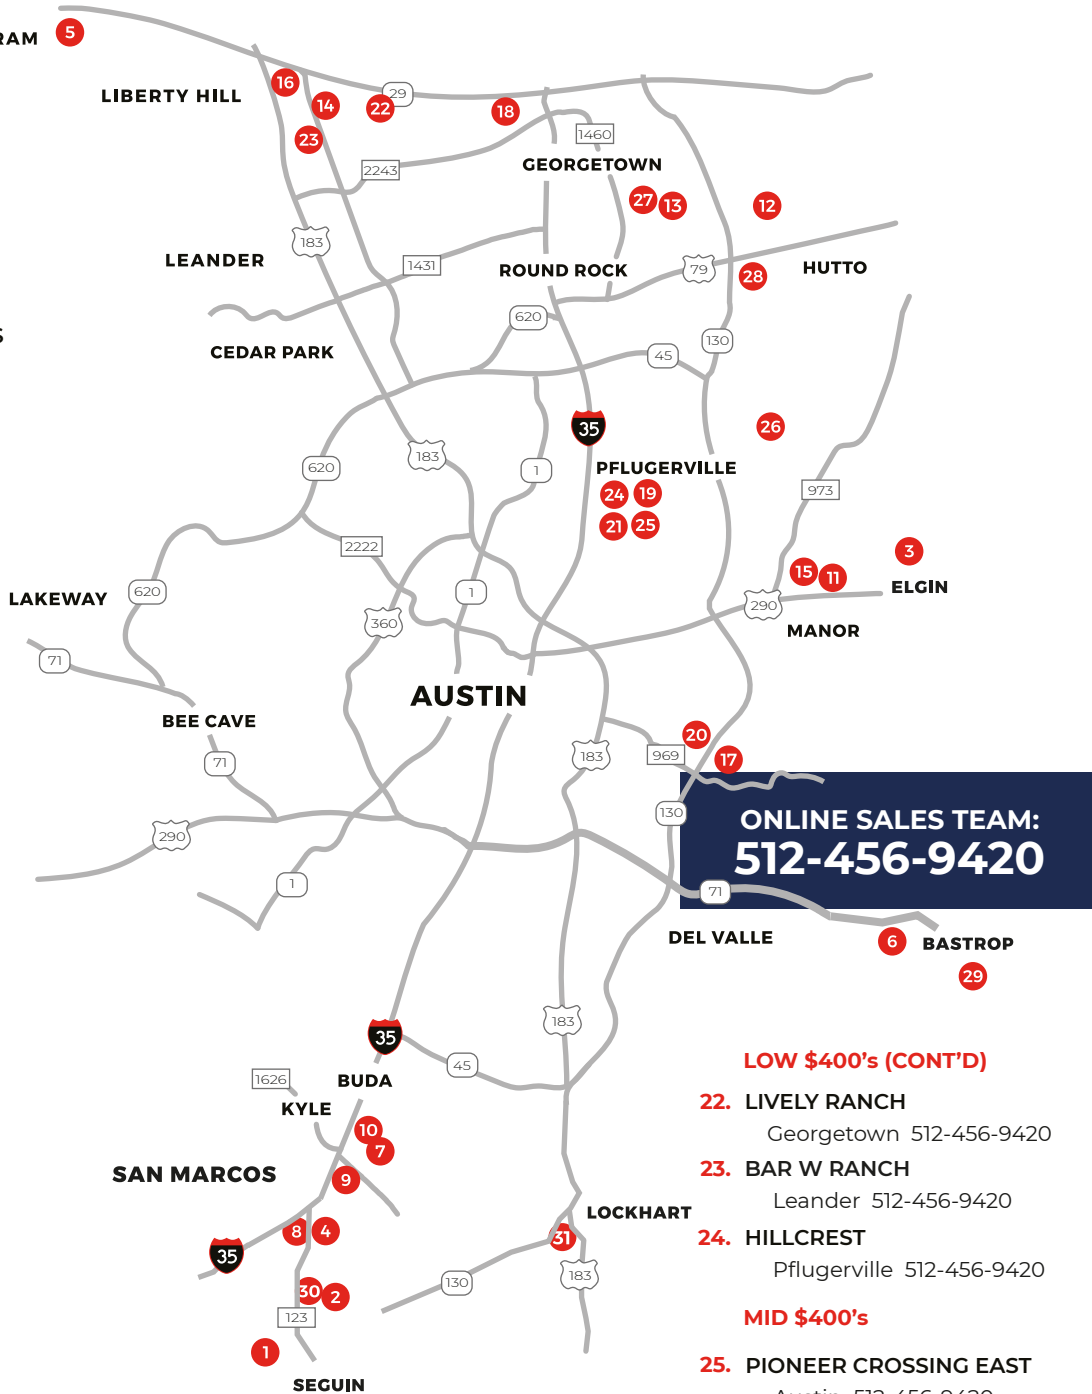 RAM
5
16
LIBERTY HILL
14
22
29
18
23
1460
2243
GEORGETOWN
27
13
12
183
LEANDER
1431
ROUND ROCK
79
HUTTO
28
620
S
CEDAR PARK
45
130
35
26
183
620
1
PFLUGERVILLE
24
19
973
21
25
2222
3
15
11
ELGIN
LAKEWAY
620
1
290
360
MANOR
71
AUSTIN
BEE CAVE
20
183
969
17
71
130
ONLINE SALES TEAM:
512-456-9420
290
1
71
DEL VALLE
6
BASTROP
29
183
35
45
1626
BUDA
KYLE
10
7
SAN MARCOS
9
8
4
LOCKHART
31
35
183
130
30
2
123
1
SEGUIN
LOW $400's (CONT'D)
22. LIVELY RANCH
Georgetown 512-456-9420
23. BAR W RANCH
Leander 512-456-9420
24. HILLCREST
Pflugerville 512-456-9420
MID $400's
25. PIONEER CROSSING EAST
Austin 512-456-9420